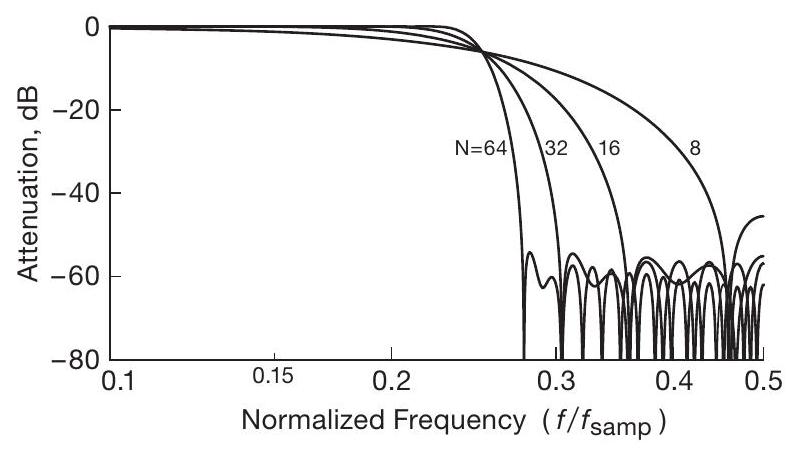 0
−20
−40
−60
−80
Attenuation, dB
N=64 32 16 8
0.1 0.15 0.2 0.3 0.4 0.5
Normalized Frequency (f/fsamp)